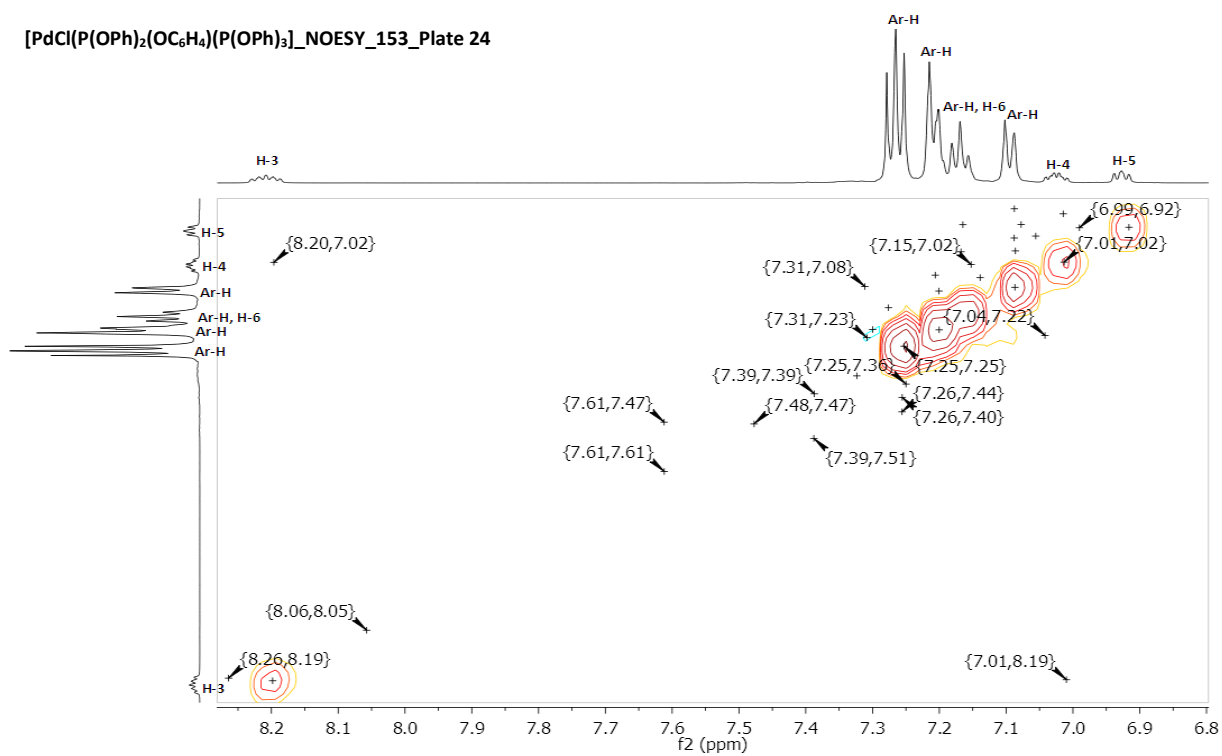 [PdCl(P(OPh)₂(OC₆H₄)(P(OPh)₃]_NOESY_153_Plate 24
Ar-H
Ar-H
Ar-H, H-6
Ar-H
H-3
H-4
H-5
H-5
H-4
Ar-H
Ar-H, H-6
Ar-H
Ar-H
H-3
{6.99,6.92}
{8.20,7.02}
{7.15,7.02}
{7.01,7.02}
{7.31,7.08}
{7.31,7.23}
{7.04,7.22}
{7.25,7.36}
{7.25,7.25}
{7.39,7.39}
{7.26,7.44}
{7.61,7.47}
{7.48,7.47}
{7.26,7.40}
{7.61,7.61}
{7.39,7.51}
{8.06,8.05}
{8.26,8.19}
{7.01,8.19}
8.2 8.1 8.0 7.9 7.8 7.7 7.6 7.5 7.4 7.3 7.2 7.1 7.0 6.9 6.8
f2 (ppm)